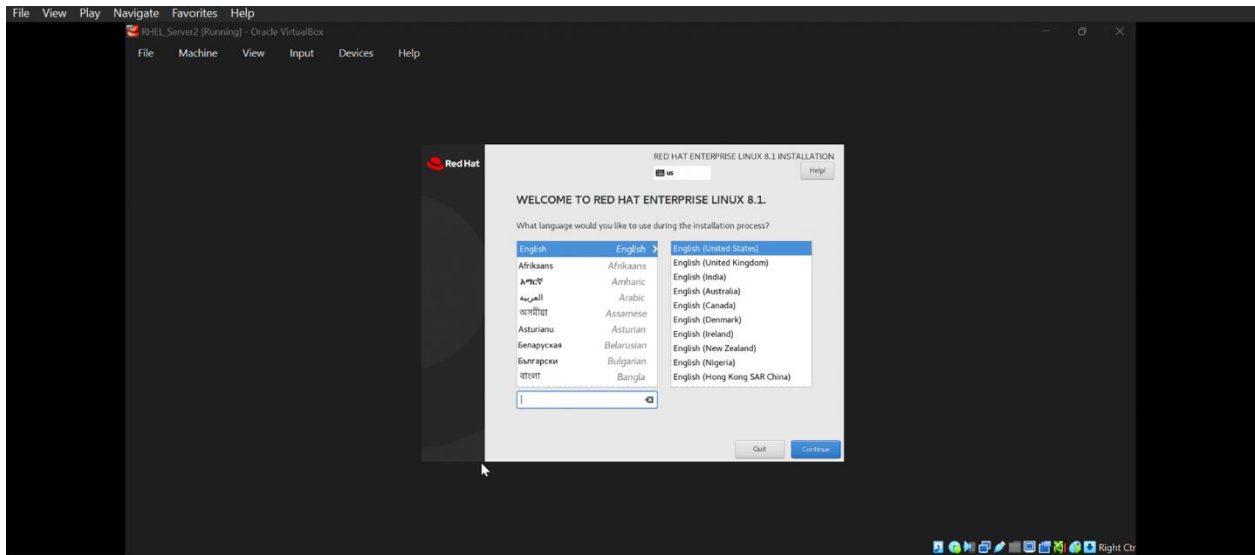 File View Play Navigate Favorites Help
RHEL_Server2 [Running] - Oracle VirtualBox
File Machine View Input Devices Help
Red Hat
RED HAT ENTERPRISE LINUX 8.1 INSTALLATION
us
Help!
WELCOME TO RED HAT ENTERPRISE LINUX 8.1.
What language would you like to use during the installation process?
English English
Afrikaans Afrikaans
አማርኛ Amharic
العربية Arabic
অসমীয়া Assamese
Asturianu Asturian
Беларуская Belarusian
Български Bulgarian
বাংলা Bangla
English (United States)
English (United Kingdom)
English (India)
English (Australia)
English (Canada)
English (Denmark)
English (Ireland)
English (New Zealand)
English (Nigeria)
English (Hong Kong SAR China)
Quit Continue
Right Ctr